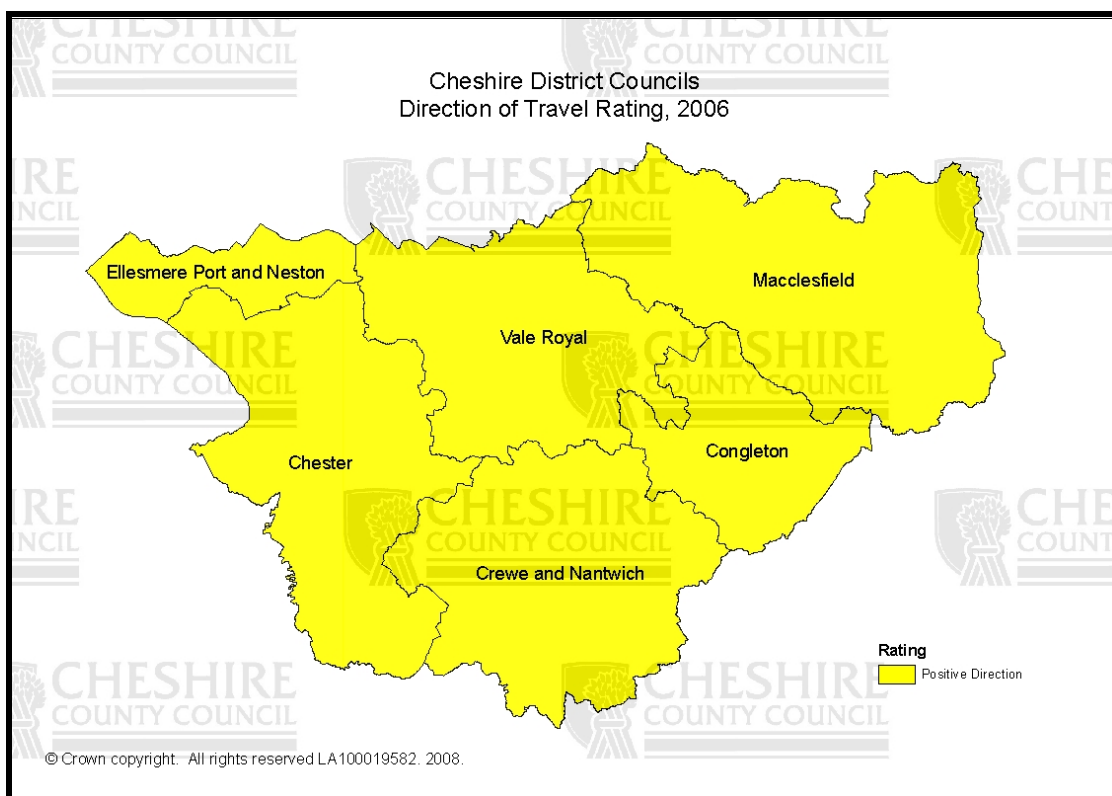 Cheshire District Councils
Direction of Travel Rating, 2006
CHESHIRE
COUNTY COUNCIL
Ellesmere Port and Neston
Macclesfield
Vale Royal
Chester
Congleton
Crewe and Nantwich
Rating
Positive Direction
© Crown copyright. All rights reserved LA100019582. 2008.